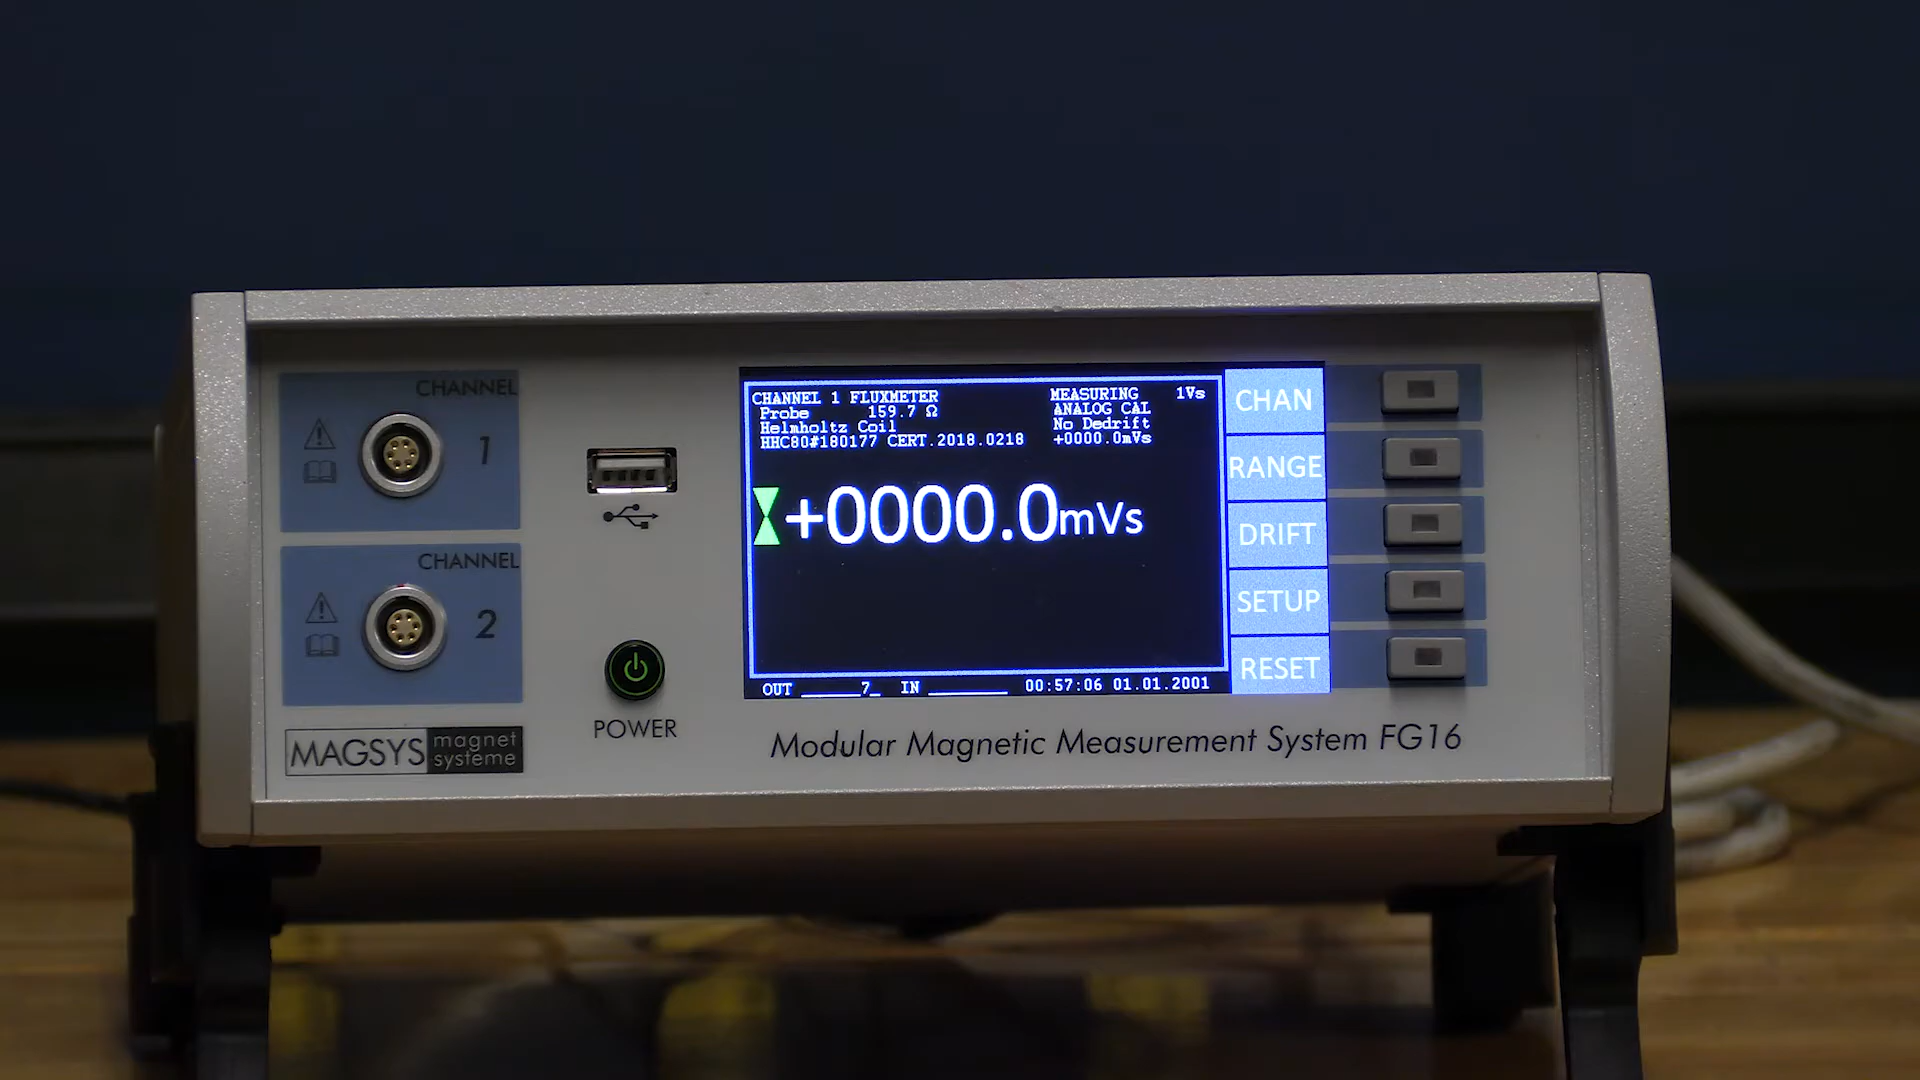 CHANNEL
1
CHANNEL
2
MAGSYS magnet systeme
POWER
CHANNEL 1 FLUXMETER MEASURING 1Vs
Probe 159.7 Ω ANALOG CAL
Helmholtz Coil No Dedrift
HHC80#180177 CERT.2018.0218 +0000.0mVs
+0000.0mVs
OUT ______7_ IN ________ 00:57:06 01.01.2001
CHAN
RANGE
DRIFT
SETUP
RESET
Modular Magnetic Measurement System FG16